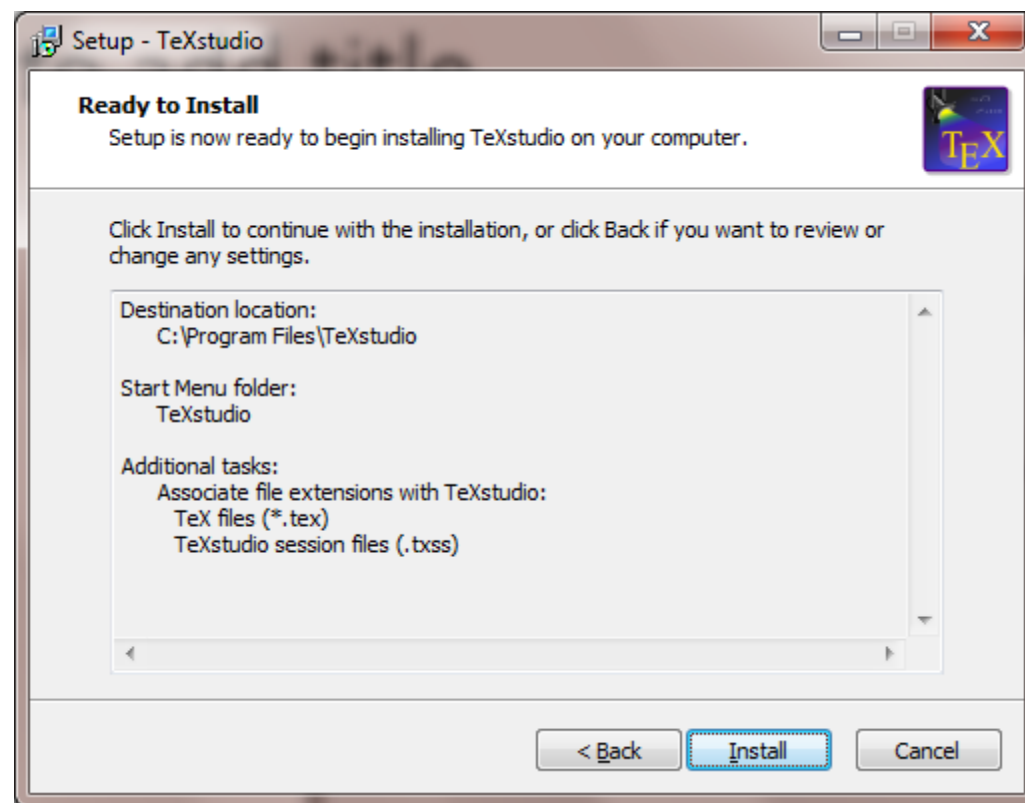 Setup - TeXstudio
Ready to Install
Setup is now ready to begin installing TeXstudio on your computer.
TEX
Click Install to continue with the installation, or click Back if you want to review or
change any settings.
Destination location:
C:\Program Files\TeXstudio
Start Menu folder:
TeXstudio
Additional tasks:
Associate file extensions with TeXstudio:
TeX files (*.tex)
TeXstudio session files (.txss)
< Back
Install
Cancel